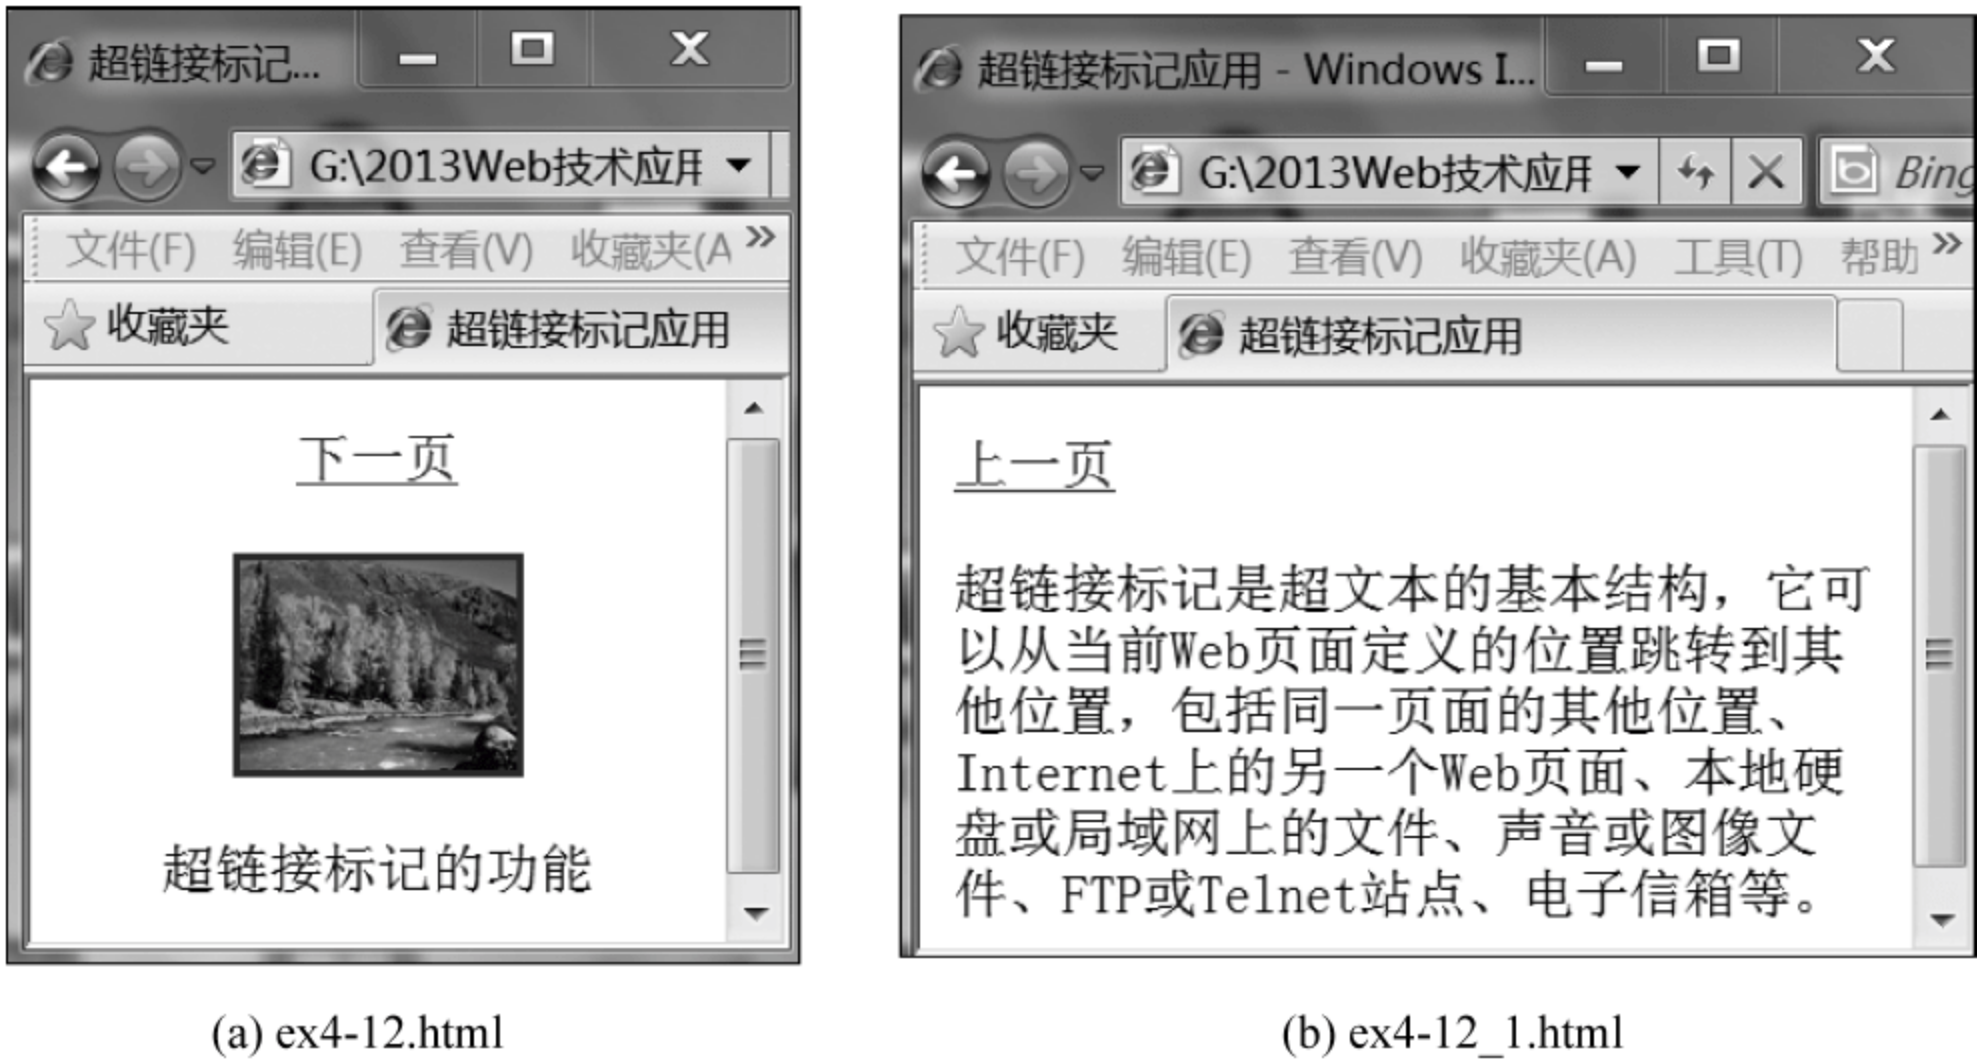 超链接标记...
G:\2013Web技术应用
文件(F) 编辑(E) 查看(V) 收藏夹(A
收藏夹 超链接标记应用
下一页
超链接标记的功能
(a) ex4-12.html
超链接标记应用 - Windows I...
G:\2013Web技术应用 Bing
文件(F) 编辑(E) 查看(V) 收藏夹(A) 工具(T) 帮助
收藏夹 超链接标记应用
上一页
超链接标记是超文本的基本结构，它可
以从当前Web页面定义的位置跳转到其
他位置，包括同一页面的其他位置、
Internet上的另一个Web页面、本地硬
盘或局域网上的文件、声音或图像文
件、FTP或Telnet站点、电子信箱等。
(b) ex4-12_1.html